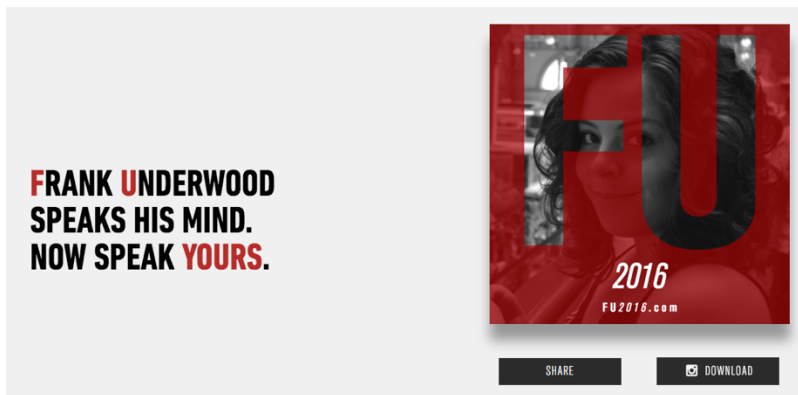 FRANK UNDERWOOD
SPEAKS HIS MIND.
NOW SPEAK YOURS.
FU
2016
FU2016.com
SHARE
DOWNLOAD